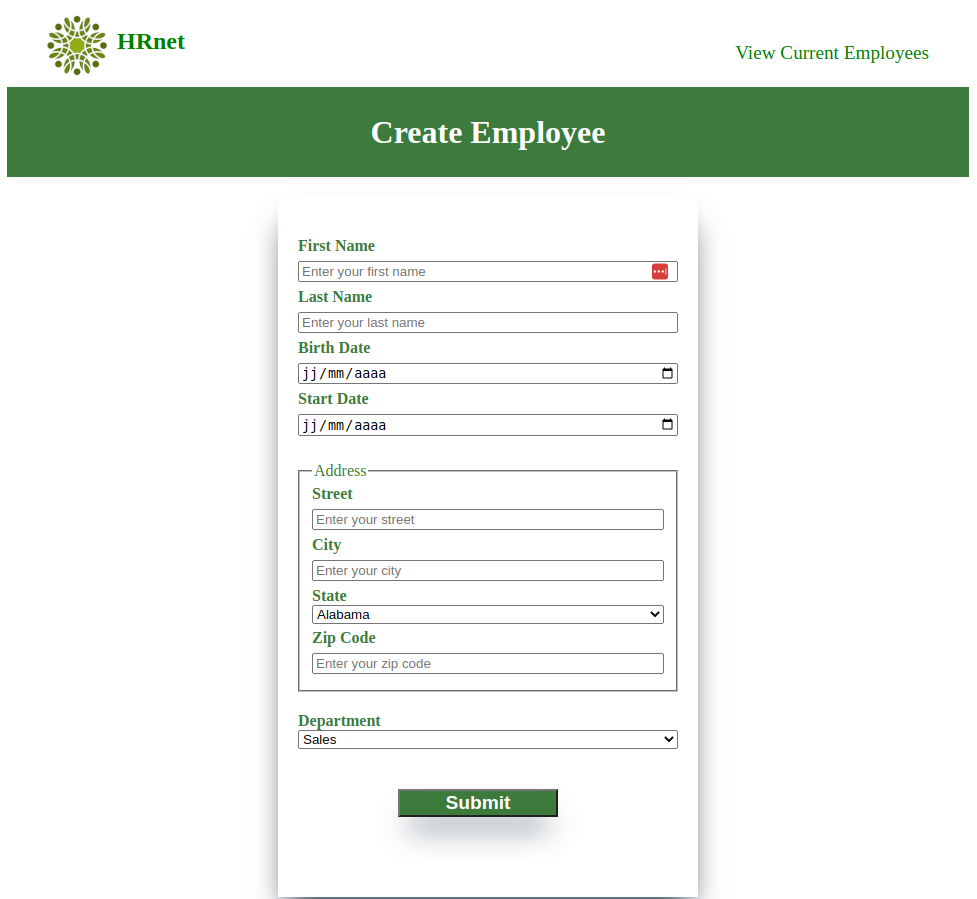 HRnet
View Current Employees
Create Employee
First Name
Enter your first name
Last Name
Enter your last name
Birth Date
jj/mm/aaaa
Start Date
jj/mm/aaaa
Address
Street
Enter your street
City
Enter your city
State
Alabama
Zip Code
Enter your zip code
Department
Sales
Submit